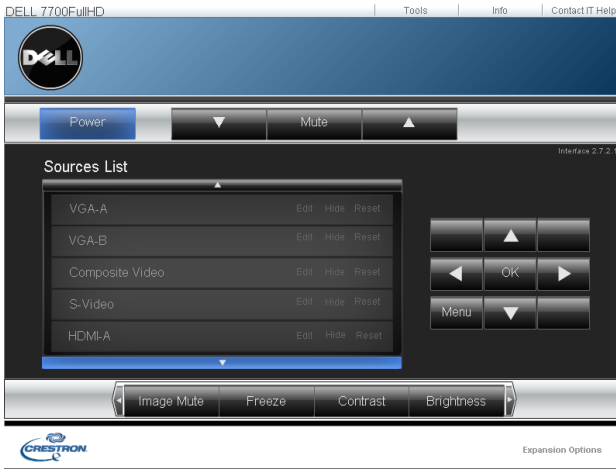 DELL 7700FullHD Tools Info Contact IT Help
DELL
Power Mute
Interface 2.7.2.1
Sources List
VGA-A Edit Hide Reset
VGA-B Edit Hide Reset
Composite Video Edit Hide Reset
S-Video Edit Hide Reset
HDMI-A Edit Hide Reset
OK
Menu
Image Mute Freeze Contrast Brightness
CRESTRON Expansion Options